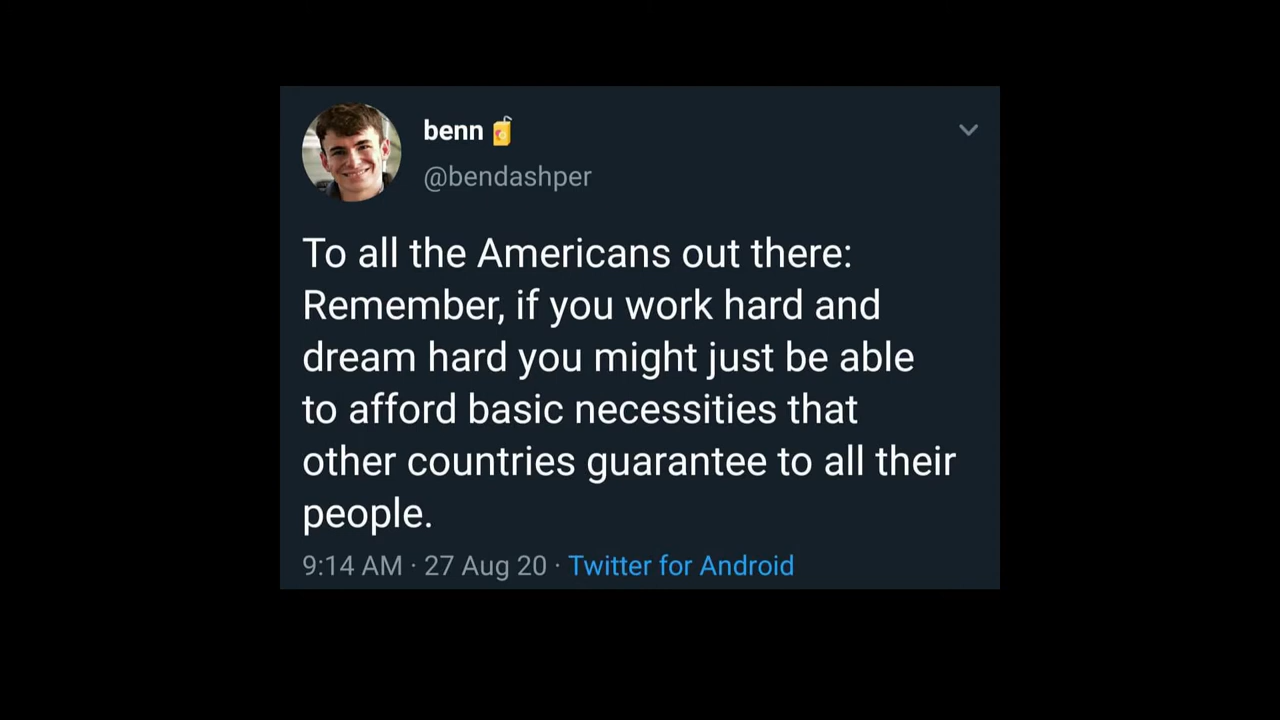 benn 🧃
@bendashper
To all the Americans out there:
Remember, if you work hard and
dream hard you might just be able
to afford basic necessities that
other countries guarantee to all their
people.
9:14 AM · 27 Aug 20 · Twitter for Android